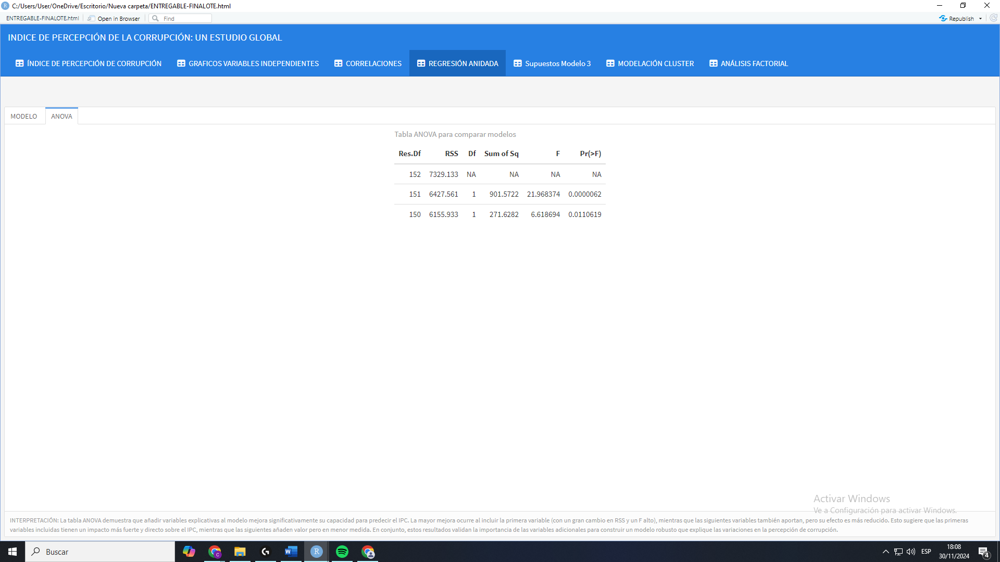 C:/Users/User/OneDrive/Escritorio/Nueva carpeta/ENTREGABLE-FINALOTE.html
ENTREGABLE-FINALOTE.html Open in Browser Find Republish
INDICE DE PERCEPCIÓN DE LA CORRUPCIÓN: UN ESTUDIO GLOBAL
ÍNDICE DE PERCEPCIÓN DE CORRUPCIÓN GRAFICOS VARIABLES INDEPENDIENTES CORRELACIONES REGRESIÓN ANIDADA Supuestos Modelo 3 MODELACIÓN CLUSTER ANÁLISIS FACTORIAL
MODELO ANOVA
Tabla ANOVA para comparar modelos
Res.Df RSS Df Sum of Sq F Pr(>F)
152 7329.133 NA NA NA NA
151 6427.561 1 901.5722 21.968374 0.0000062
150 6155.933 1 271.6282 6.618694 0.0110619
Activar Windows
Ve a Configuración para activar Windows.
INTERPRETACIÓN: La tabla ANOVA demuestra que añadir variables explicativas al modelo mejora significativamente su capacidad para predecir el IPC. La mayor mejora ocurre al incluir la primera variable (con un gran cambio en RSS y un F alto), mientras que las siguientes variables también aportan, pero su efecto es más reducido. Esto sugiere que las primeras
variables incluidas tienen un impacto más fuerte y directo sobre el IPC, mientras que las siguientes añaden valor pero en menor medida. En conjunto, estos resultados validan la importancia de las variables adicionales para construir un modelo robusto que explique las variaciones en la percepción de corrupción.
Buscar
ESP
18:08
30/11/2024
4